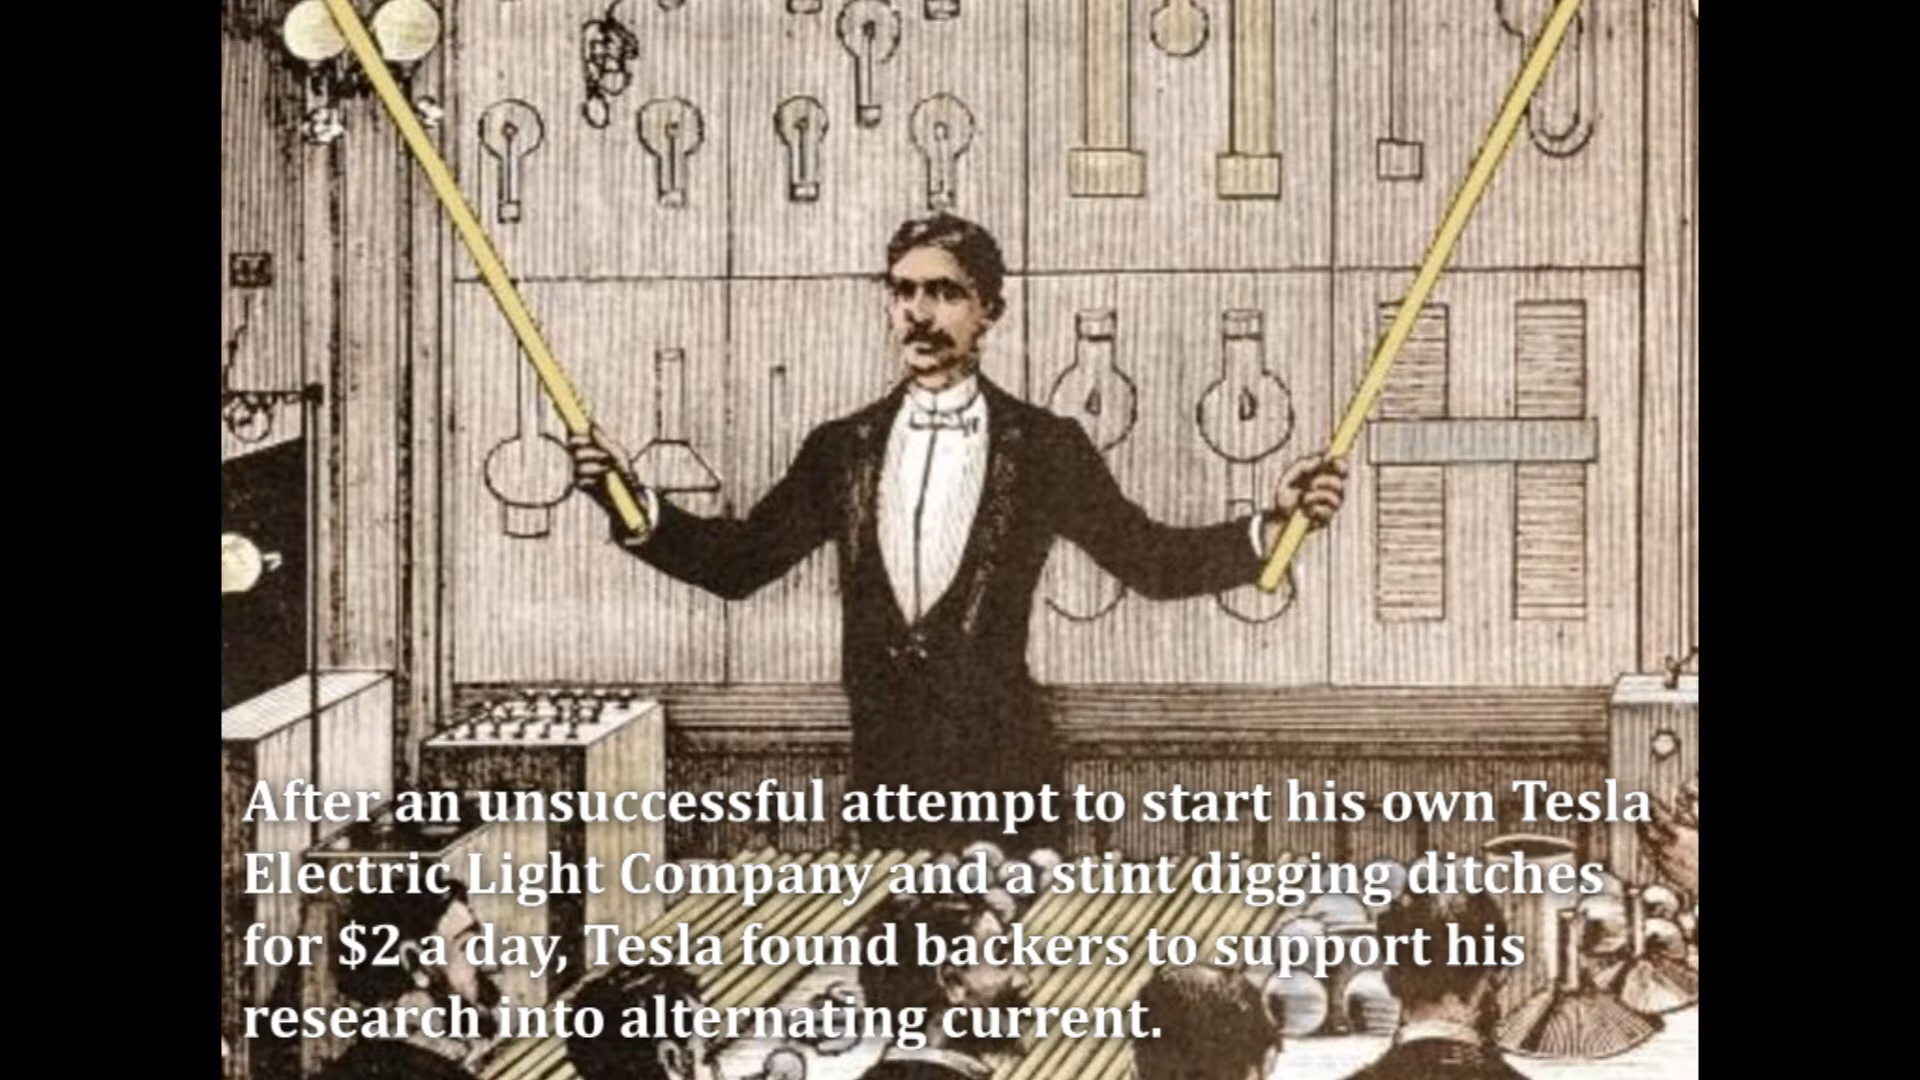 After an unsuccessful attempt to start his own Tesla
Electric Light Company and a stint digging ditches
for $2 a day, Tesla found backers to support his
research into alternating current.